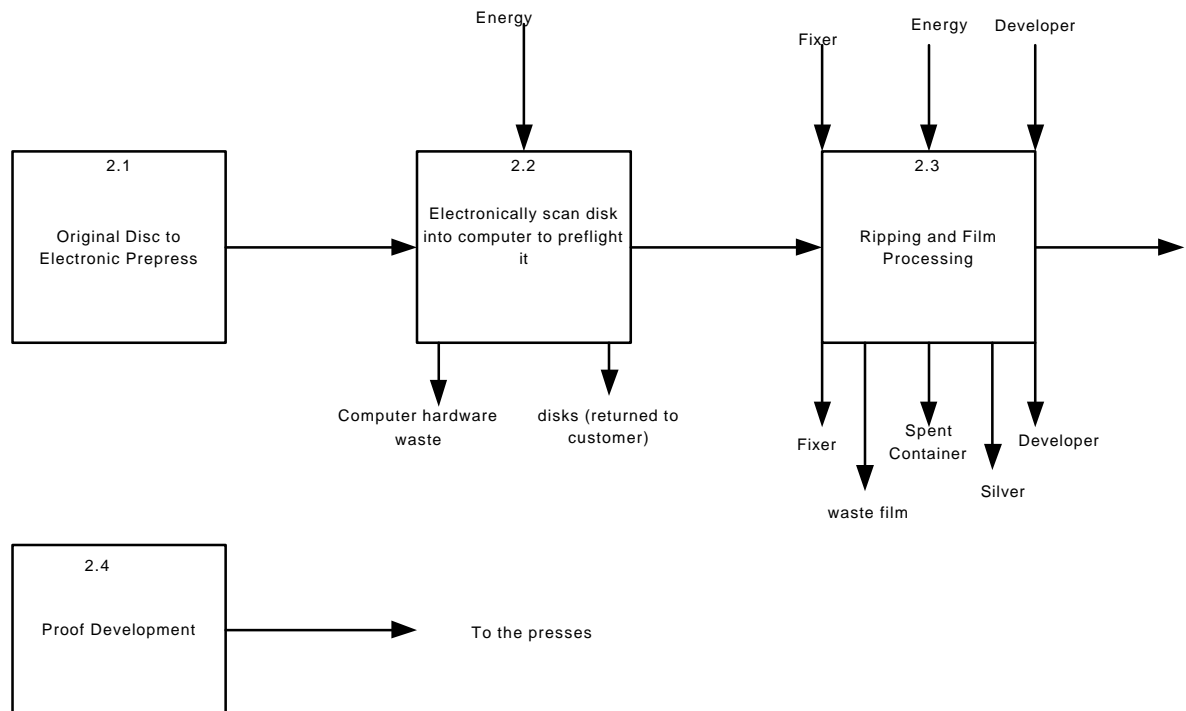 Energy
Fixer
Energy
Developer
2.1
Original Disc to
Electronic Prepress
2.2
Electronically scan disk
into computer to preflight
it
2.3
Ripping and Film
Processing
Computer hardware
waste
disks (returned to
customer)
Fixer
waste film
Spent
Container
Silver
Developer
2.4
Proof Development
To the presses